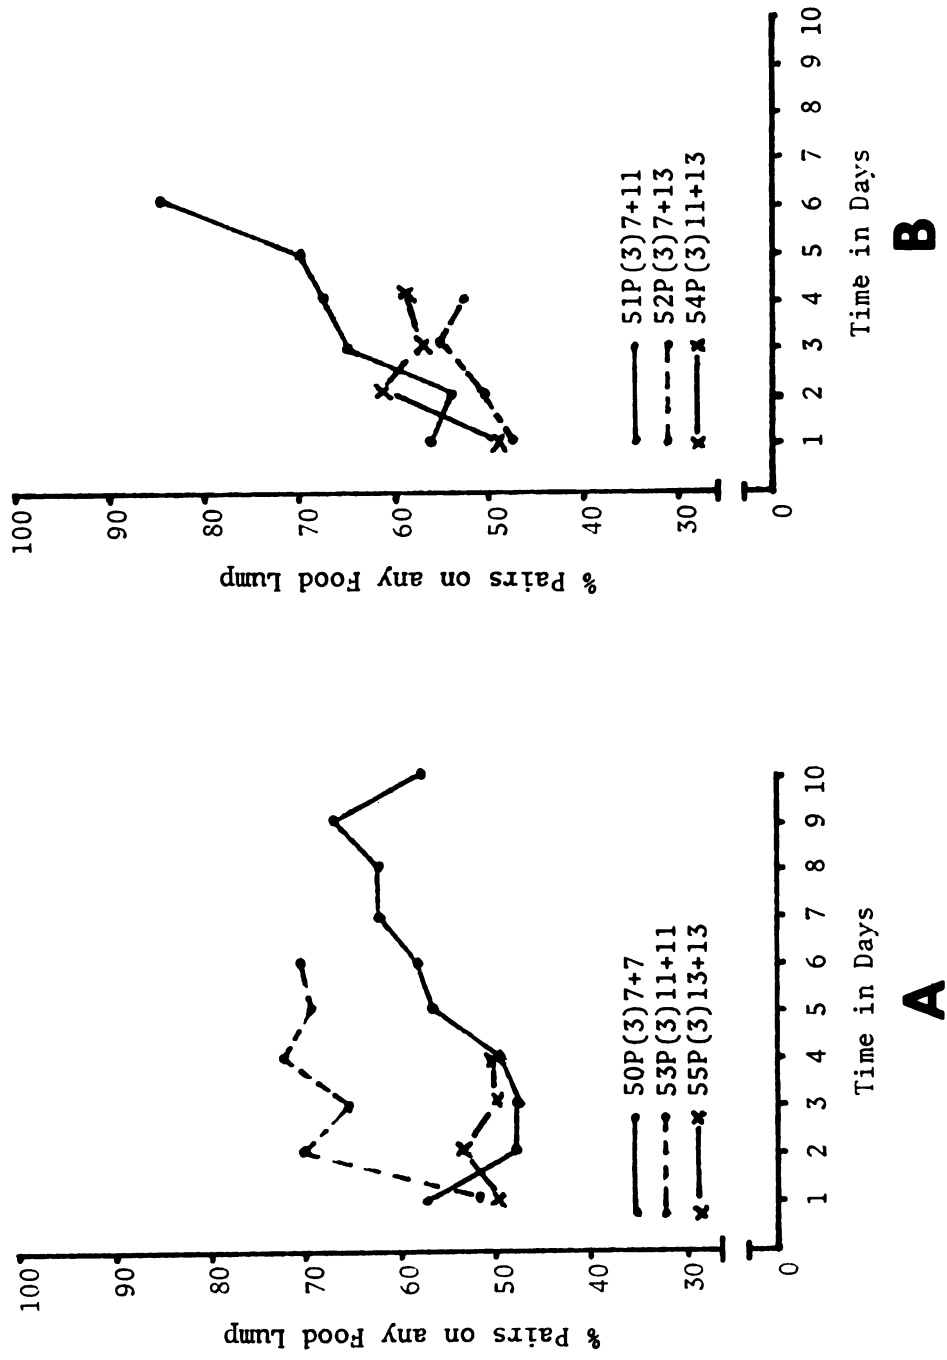 100
90
80
70
60
50
40
30
0
% Pairs on any Food Lump
50P(3)7+7
53P(3)11+11
55P(3)13+13
1 2 3 4 5 6 7 8 9 10
Time in Days
A
100
90
80
70
60
50
40
30
0
% Pairs on any Food Lump
51P(3)7+11
52P(3)7+13
54P(3)11+13
1 2 3 4 5 6 7 8 9 10
Time in Days
B